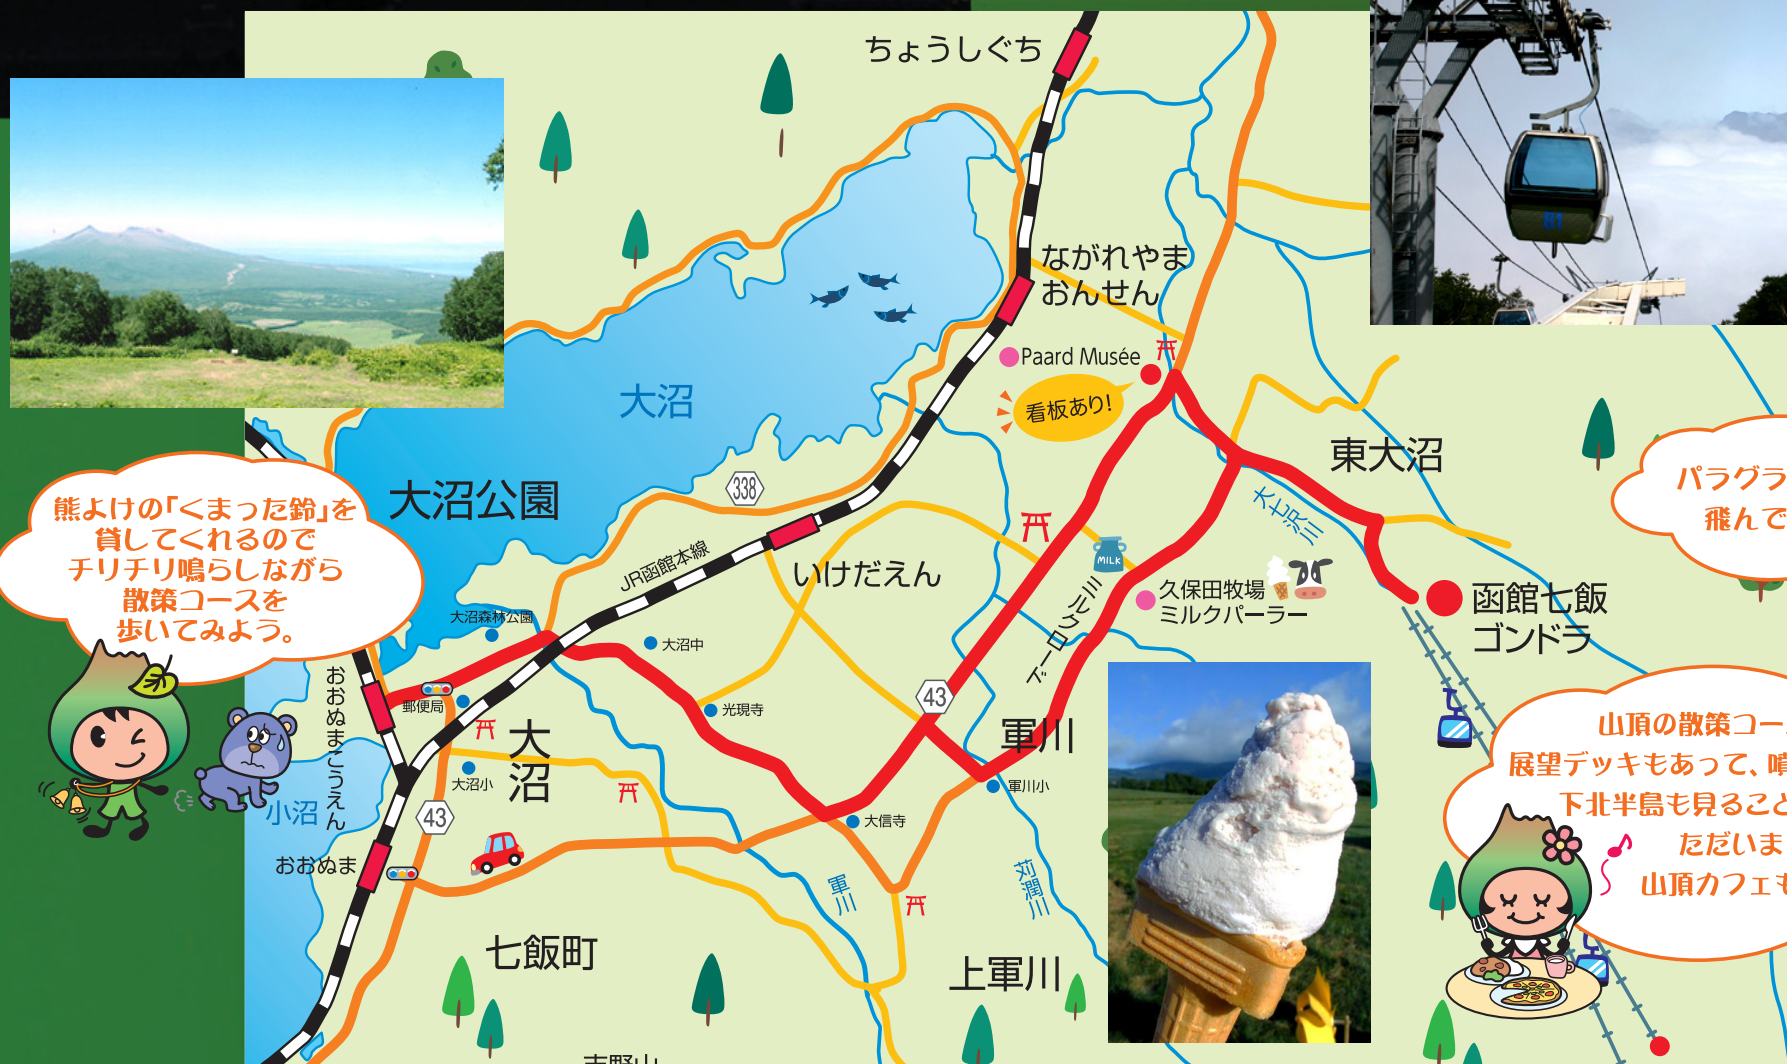 ちょうしぐち
ながれやま
おんせん
Paard Musée
看板あり!
大沼
東大沼
大七沢川
大沼公園
338
JR函館本線
いけだえん
MILK
ミルクロード
久保田牧場
ミルクパーラー
函館七飯
ゴンドラ
81
熊よけの「くまった鈴」を
貸してくれるので
チリチリ鳴らしながら
散策コースを
歩いてみよう。
大沼森林公園
大沼中
郵便局
光現寺
43
軍川
おおぬまこうえん
大沼
大沼小
軍川小
小沼
43
大信寺
おおぬま
軍川
苅澗川
七飯町
上軍川
パラグラ
飛んで
山頂の散策コー
展望デッキもあって、噴
下北半島も見ること
ただいま
山頂カフェも